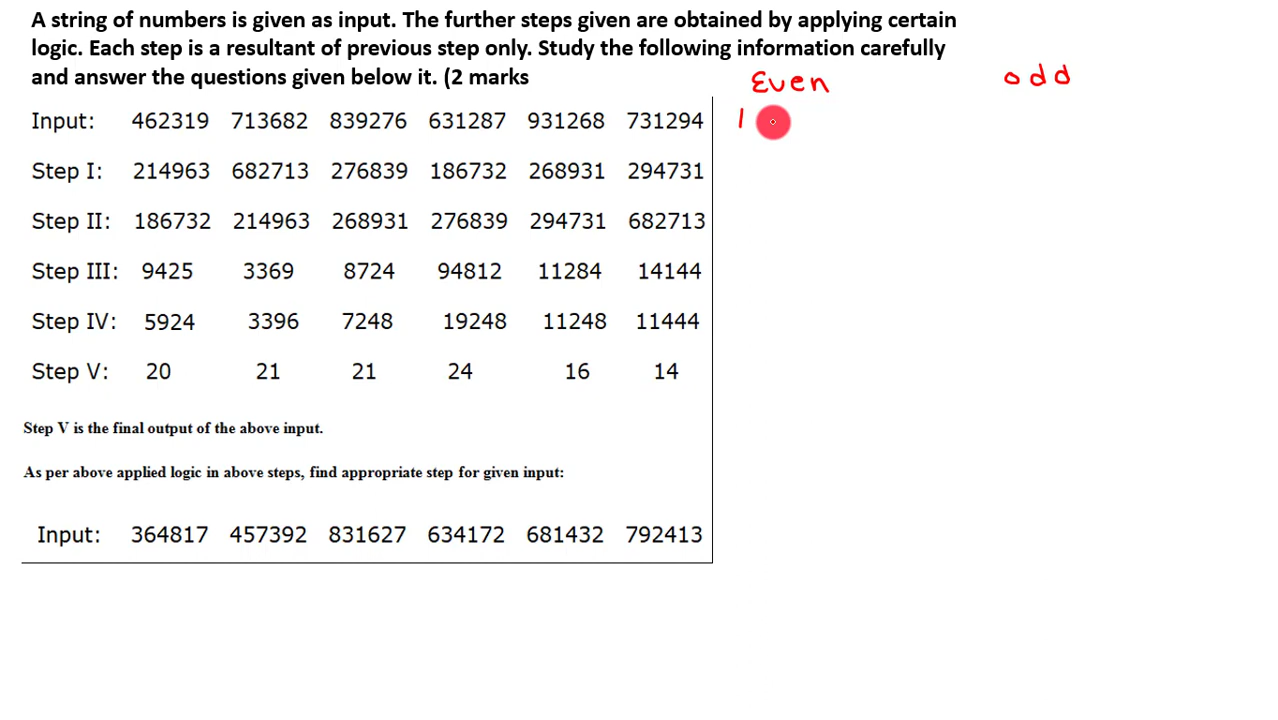 A string of numbers is given as input. The further steps given are obtained by applying certain
logic. Each step is a resultant of previous step only. Study the following information carefully
and answer the questions given below it. (2 marks
Even odd
Input: 462319 713682 839276 631287 931268 731294 1
Step I: 214963 682713 276839 186732 268931 294731
Step II: 186732 214963 268931 276839 294731 682713
Step III: 9425 3369 8724 94812 11284 14144
Step IV: 5924 3396 7248 19248 11248 11444
Step V: 20 21 21 24 16 14
Step V is the final output of the above input.
As per above applied logic in above steps, find appropriate step for given input:
Input: 364817 457392 831627 634172 681432 792413